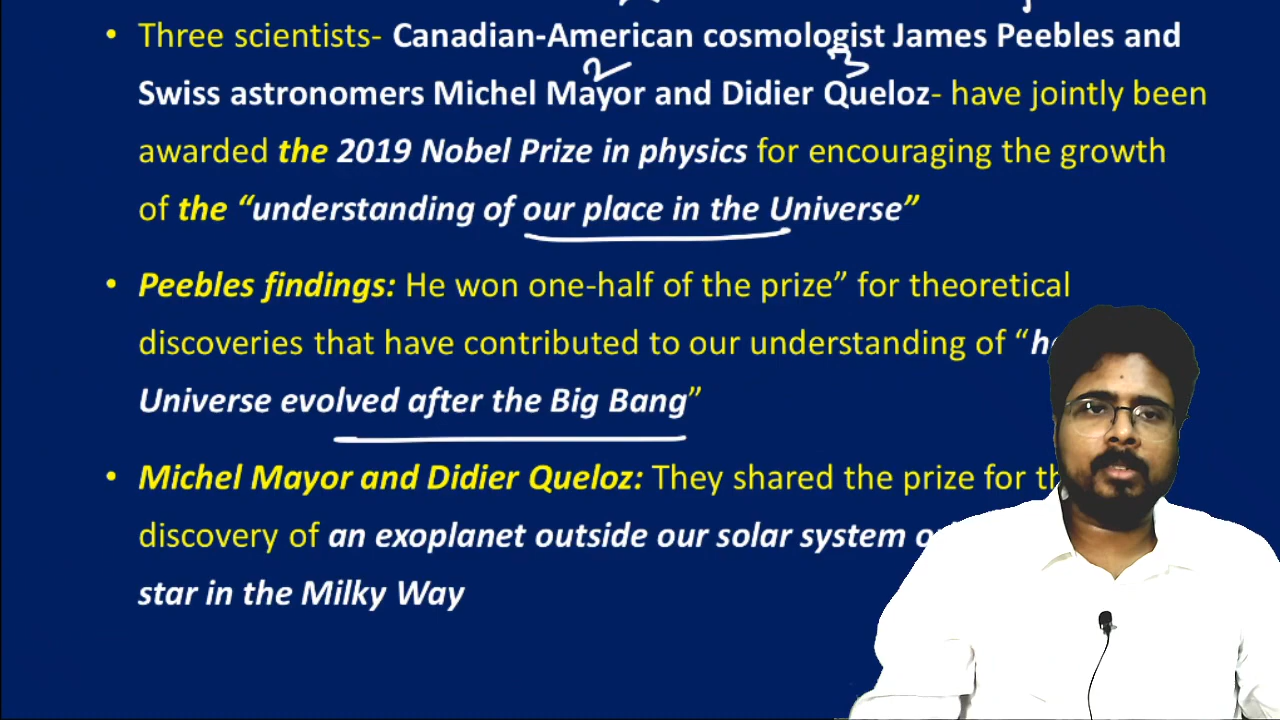 • Three scientists- Canadian-American cosmologist James Peebles and
2 3
Swiss astronomers Michel Mayor and Didier Queloz- have jointly been
awarded the 2019 Nobel Prize in physics for encouraging the growth
of the “understanding of our place in the Universe”
• Peebles findings: He won one-half of the prize” for theoretical
discoveries that have contributed to our understanding of “
Universe evolved after the Big Bang”
• Michel Mayor and Didier Queloz: They shared the prize for
discovery of an exoplanet outside our solar system
star in the Milky Way